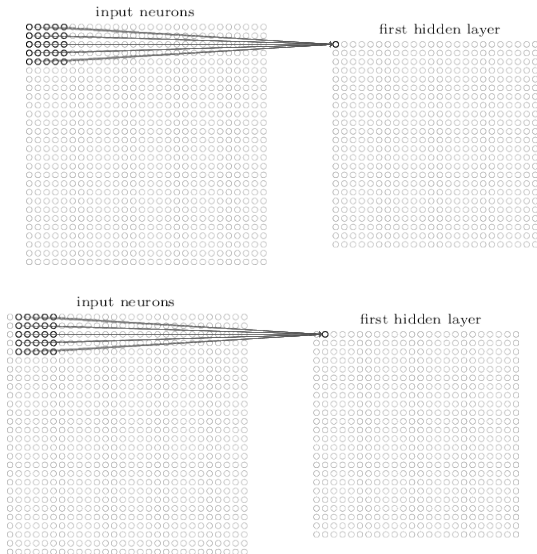 input neurons
first hidden layer
input neurons
first hidden layer